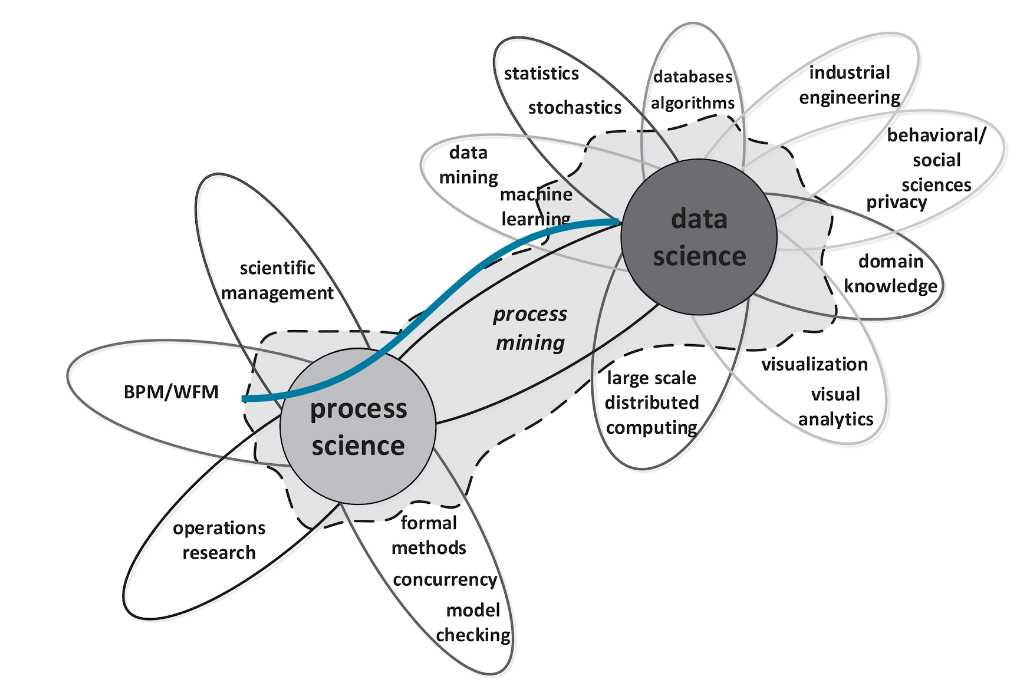 statistics
stochastics
databases
algorithms
industrial
engineering
behavioral/
social
sciences
privacy
data
mining
machine
learning
data
science
domain
knowledge
scientific
management
process
mining
visualization
visual
analytics
large scale
distributed
computing
BPM/WFM
process
science
operations
research
formal
methods
concurrency
model
checking